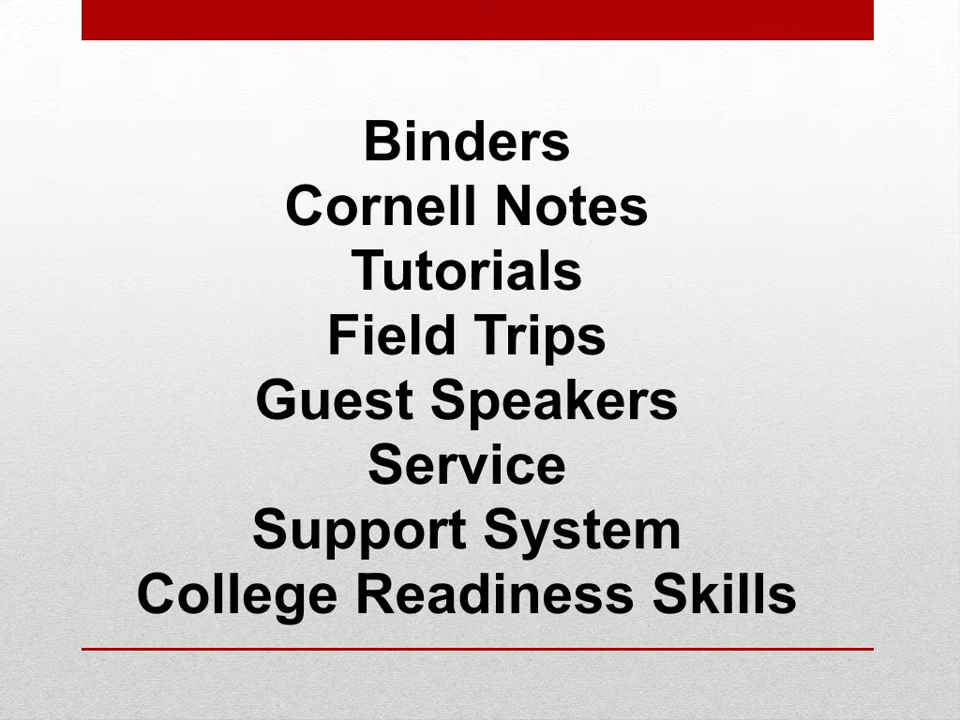 Binders
Cornell Notes
Tutorials
Field Trips
Guest Speakers
Service
Support System
College Readiness Skills